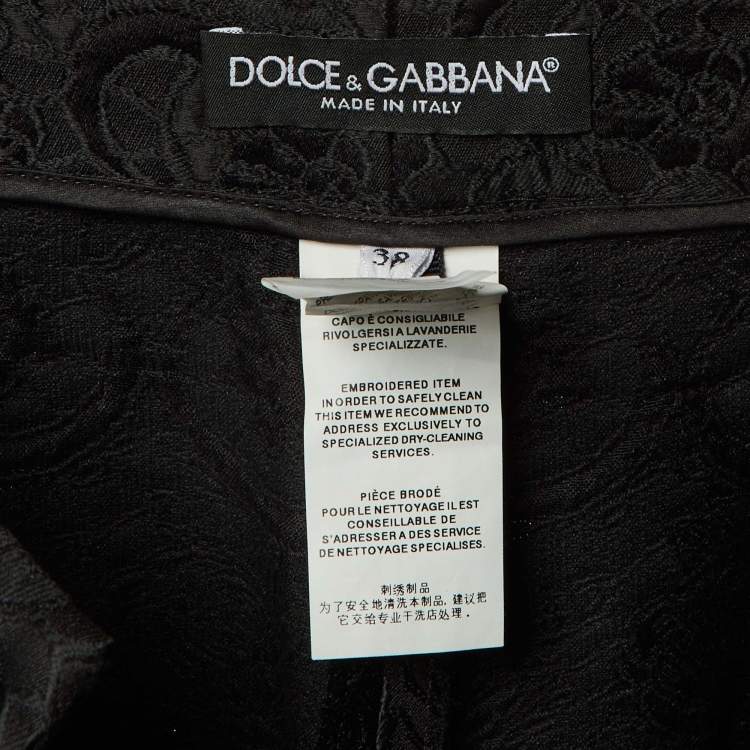 DOLCE & GABBANA®
MADE IN ITALY
38
CAPO È CONSIGLIABILE
RIVOLGERSI A LAVANDERIE
SPECIALIZZATE.
EMBROIDERED ITEM
IN ORDER TO SAFELY CLEAN
THIS ITEM WE RECOMMEND TO
ADDRESS EXCLUSIVELY TO
SPECIALIZED DRY-CLEANING
SERVICES.
PIÈCE BRODÉ
POUR LE NETTOYAGE IL EST
CONSEILLABLE DE
S'ADRESSER A DES SERVICE
DE NETTOYAGE SPECIALISES.
刺绣制品
为了安全地清洗本制品, 建议把
它交给专业干洗店处理.